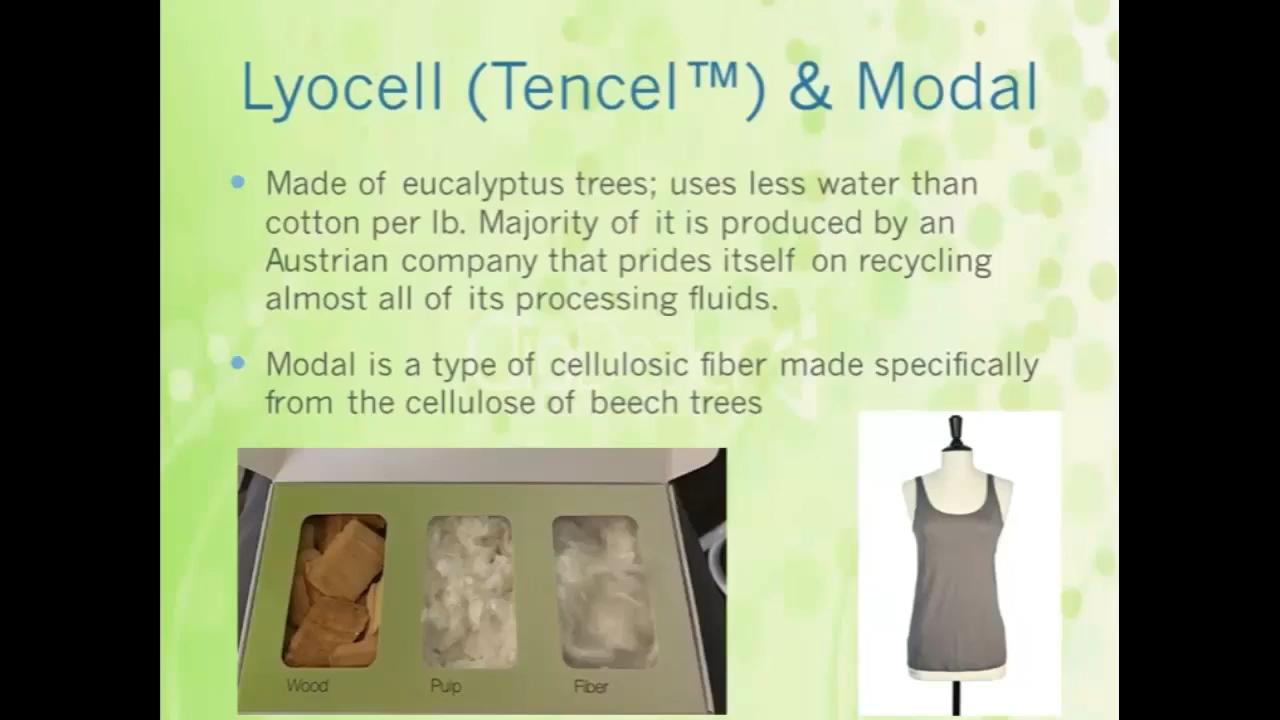 Lyocell (Tencel™) & Modal
Made of eucalyptus trees; uses less water than
cotton per lb. Majority of it is produced by an
Austrian company that prides itself on recycling
almost all of its processing fluids.
Modal is a type of cellulosic fiber made specifically
from the cellulose of beech trees
Wood Pulp Fiber